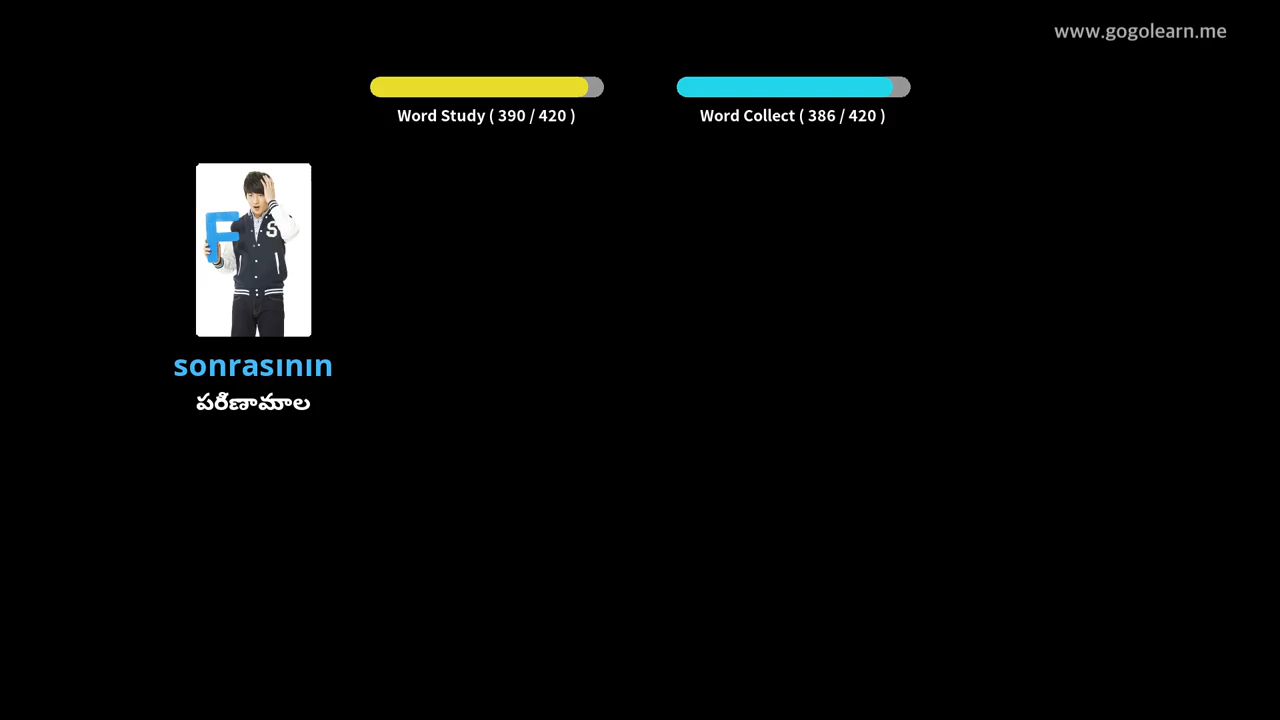 www.gogolearn.me
Word Study ( 390 / 420 )
Word Collect ( 386 / 420 )
F
S
sonrasının
పరిణామాల